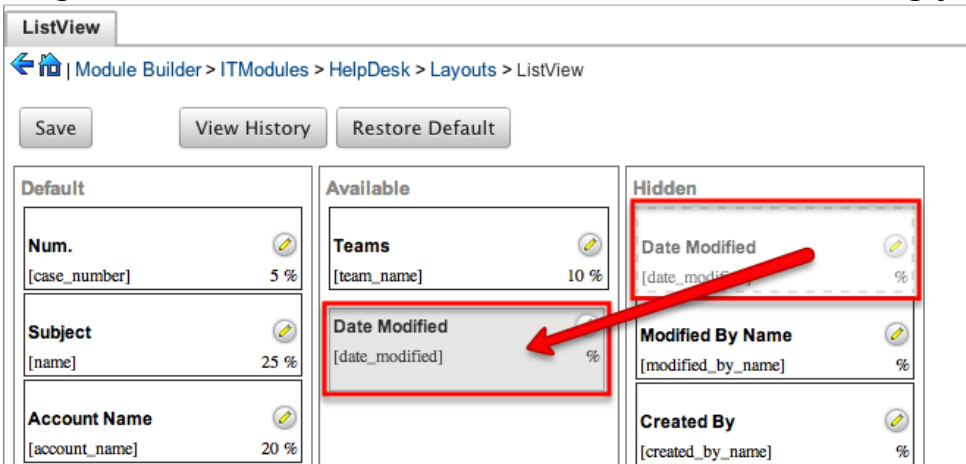 ListView
| Module Builder > ITModules > HelpDesk > Layouts > ListView
Save View History Restore Default
Default
Num.
[case_number] 5 %
Subject
[name] 25 %
Account Name
[account_name] 20 %
Available
Teams
[team_name] 10 %
Date Modified
[date_modified] %
Hidden
Date Modified
%
Modified By Name
[modified_by_name] %
Created By
[created_by_name] %